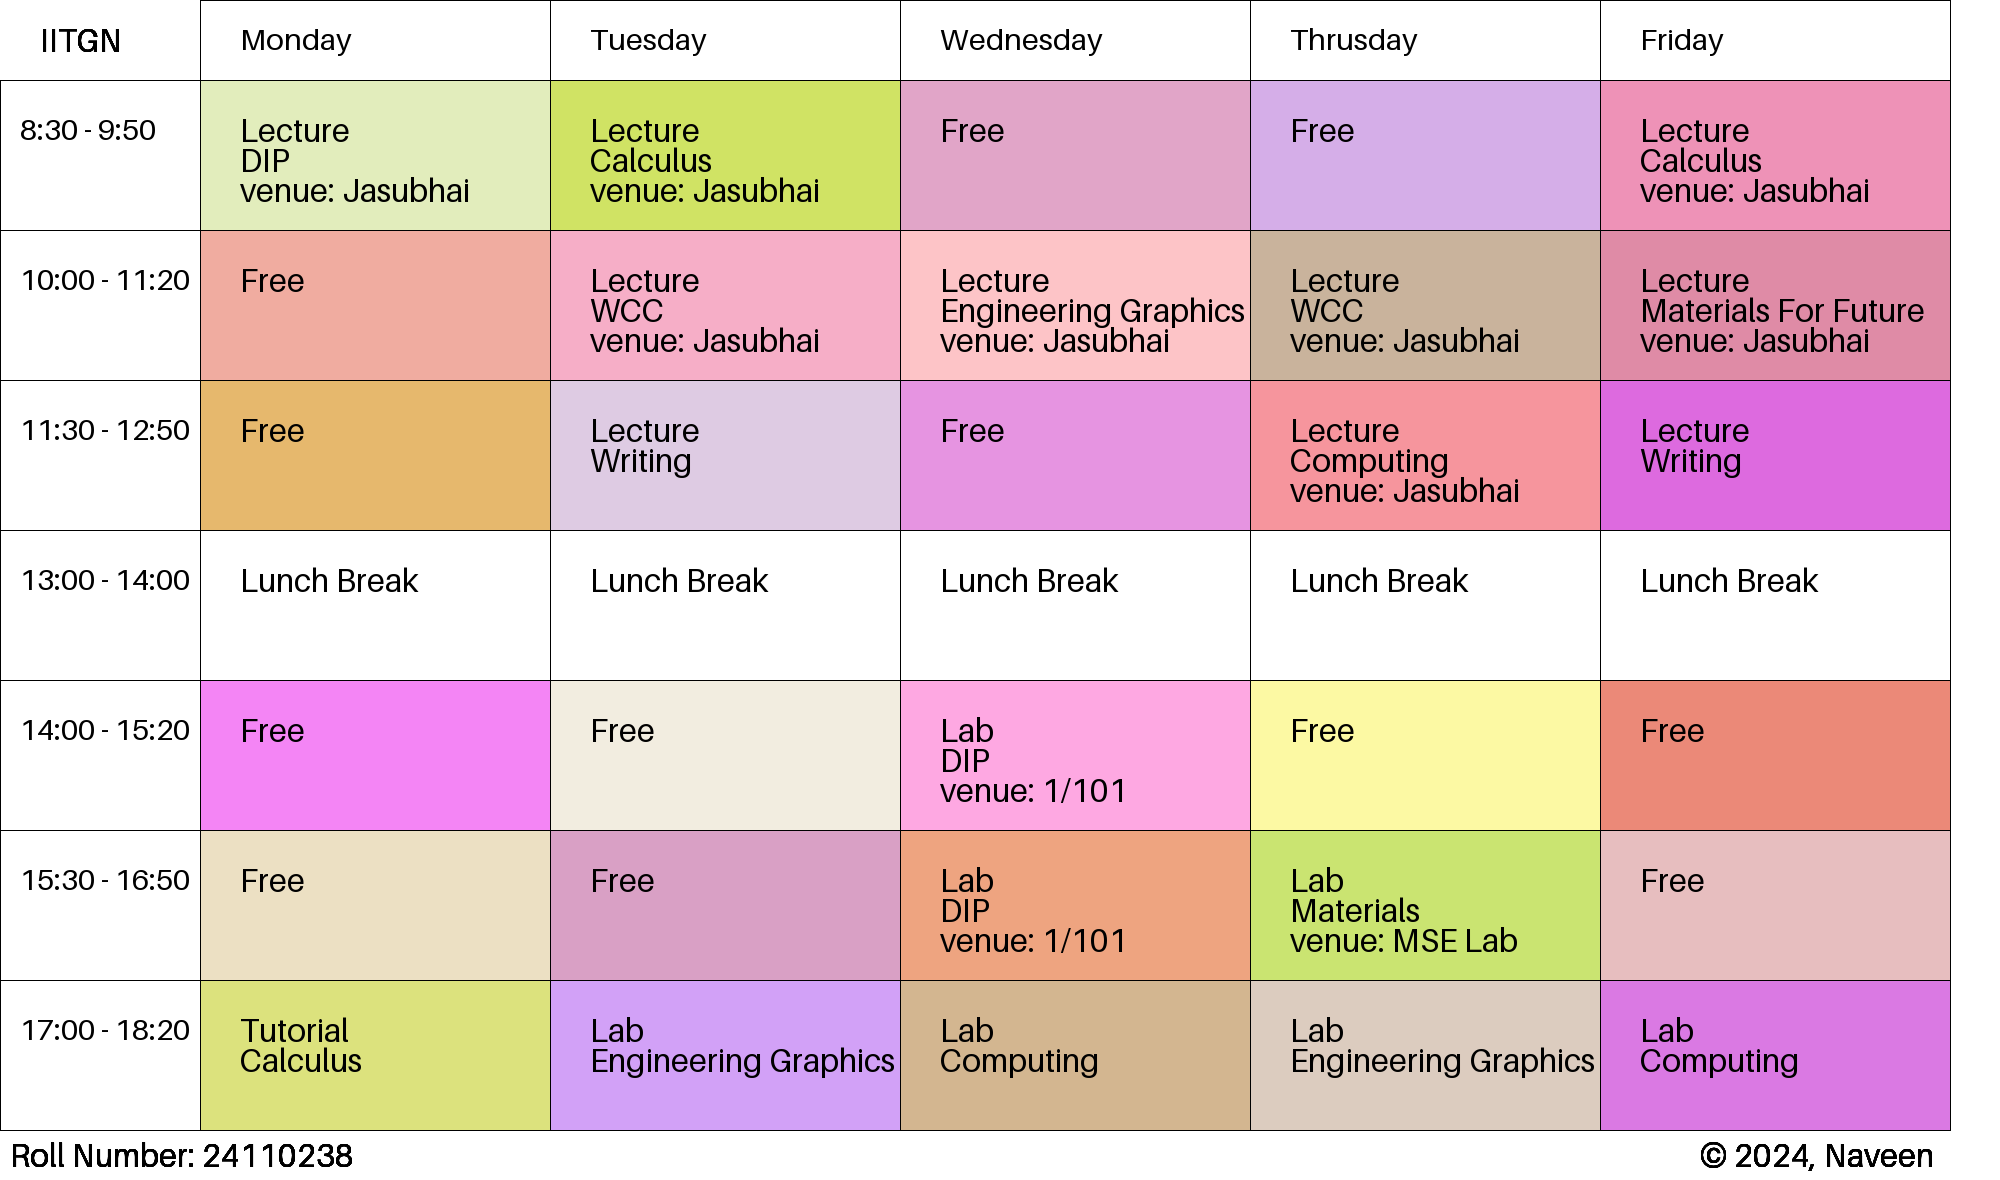 IITGN Monday Tuesday Wednesday Thrusday Friday
8:30 - 9:50
Lecture
DIP
venue: Jasubhai
Lecture
Calculus
venue: Jasubhai
Free
Free
Lecture
Calculus
venue: Jasubhai
10:00 - 11:20
Free
Lecture
WCC
venue: Jasubhai
Lecture
Engineering Graphics
venue: Jasubhai
Lecture
WCC
venue: Jasubhai
Lecture
Materials For Future
venue: Jasubhai
11:30 - 12:50
Free
Lecture
Writing
Free
Lecture
Computing
venue: Jasubhai
Lecture
Writing
13:00 - 14:00
Lunch Break
Lunch Break
Lunch Break
Lunch Break
Lunch Break
14:00 - 15:20
Free
Free
Lab
DIP
venue: 1/101
Free
Free
15:30 - 16:50
Free
Free
Lab
DIP
venue: 1/101
Lab
Materials
venue: MSE Lab
Free
17:00 - 18:20
Tutorial
Calculus
Lab
Engineering Graphics
Lab
Computing
Lab
Engineering Graphics
Lab
Computing
Roll Number: 24110238
© 2024, Naveen